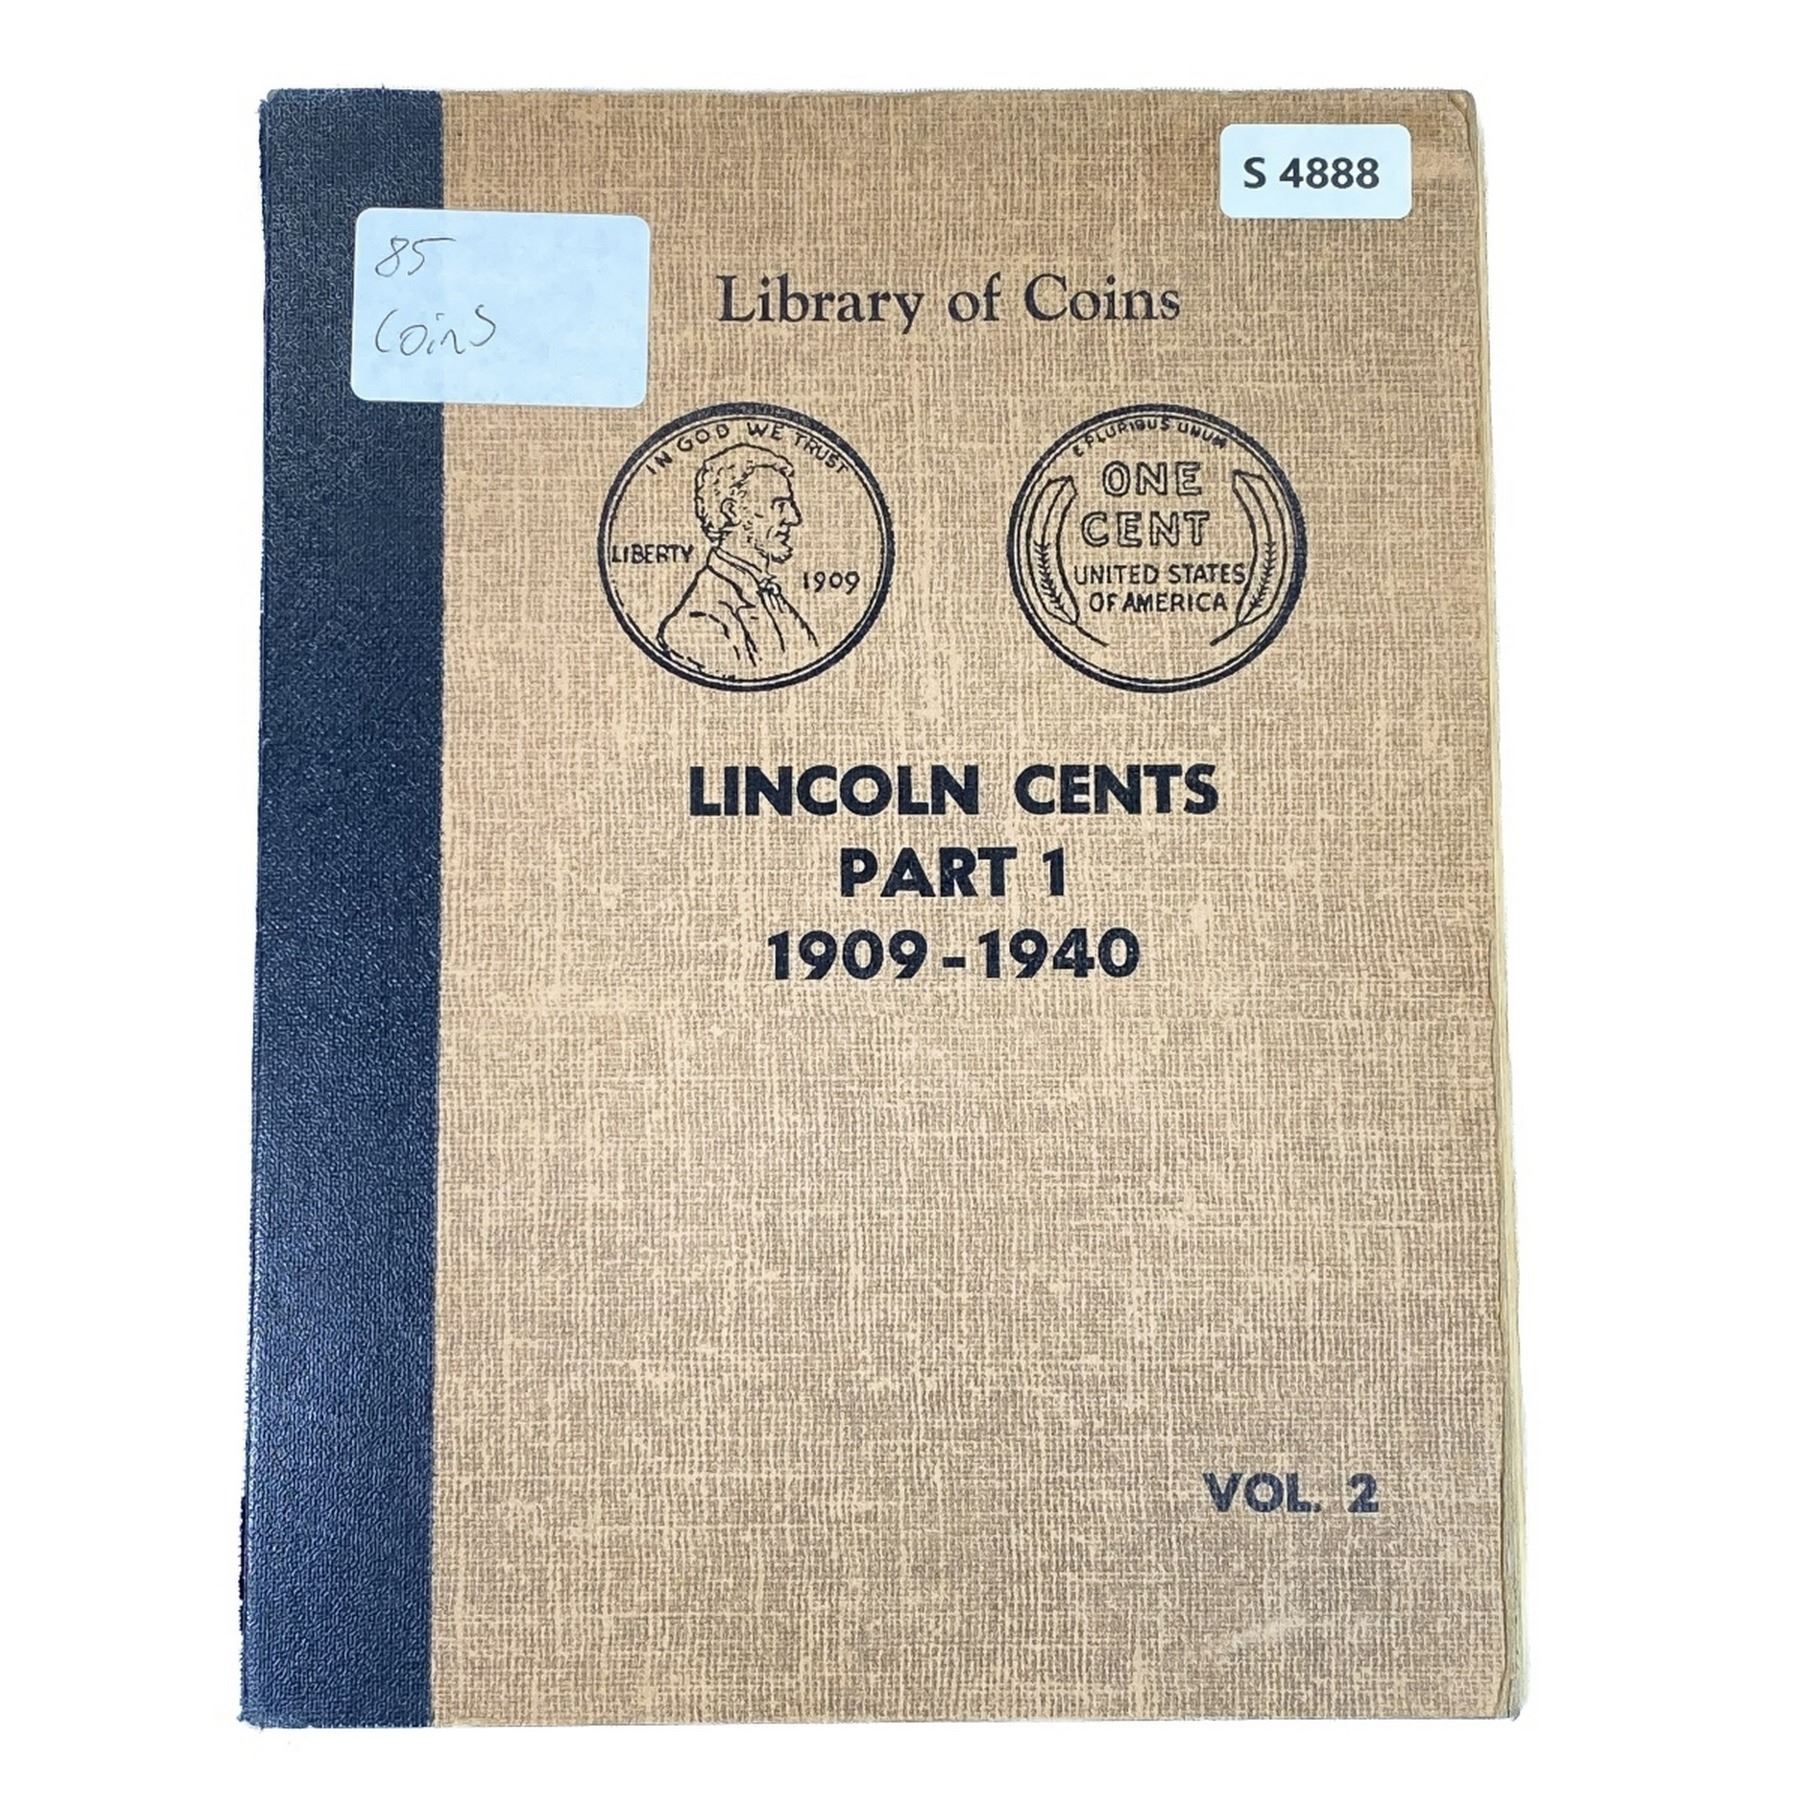 S 4888
85
Coins
Library of Coins
IN GOD WE TRUST
LIBERTY
1909
E PLURIBUS UNUM
ONE
CENT
UNITED STATES
OF AMERICA
LINCOLN CENTS
PART 1
1909-1940
VOL. 2